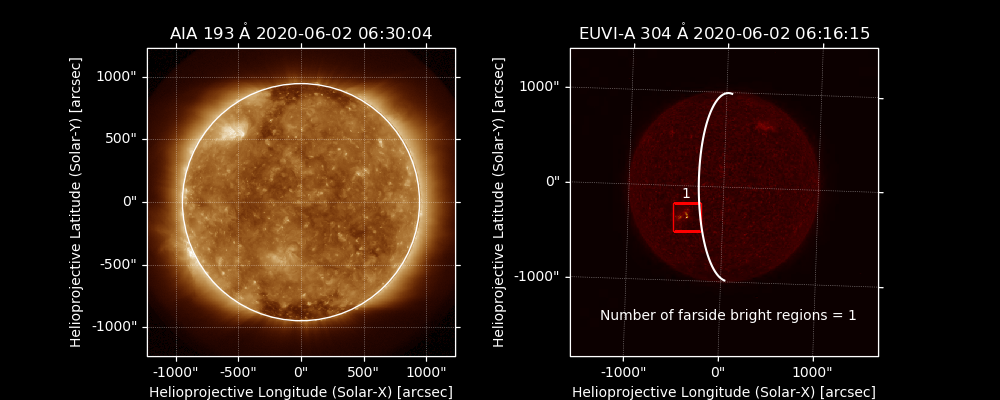 AIA 193 Å 2020-06-02 06:30:04
1000"
500"
0"
-500"
-1000"
-1000"
-500"
0"
500"
1000"
Helioprojective Longitude (Solar-X) [arcsec]
Helioprojective Latitude (Solar-Y) [arcsec]
EUVI-A 304 Å 2020-06-02 06:16:15
1000"
0"
-1000"
1
Number of farside bright regions = 1
-1000"
0"
1000"
Helioprojective Longitude (Solar-X) [arcsec]
Helioprojective Latitude (Solar-Y) [arcsec]